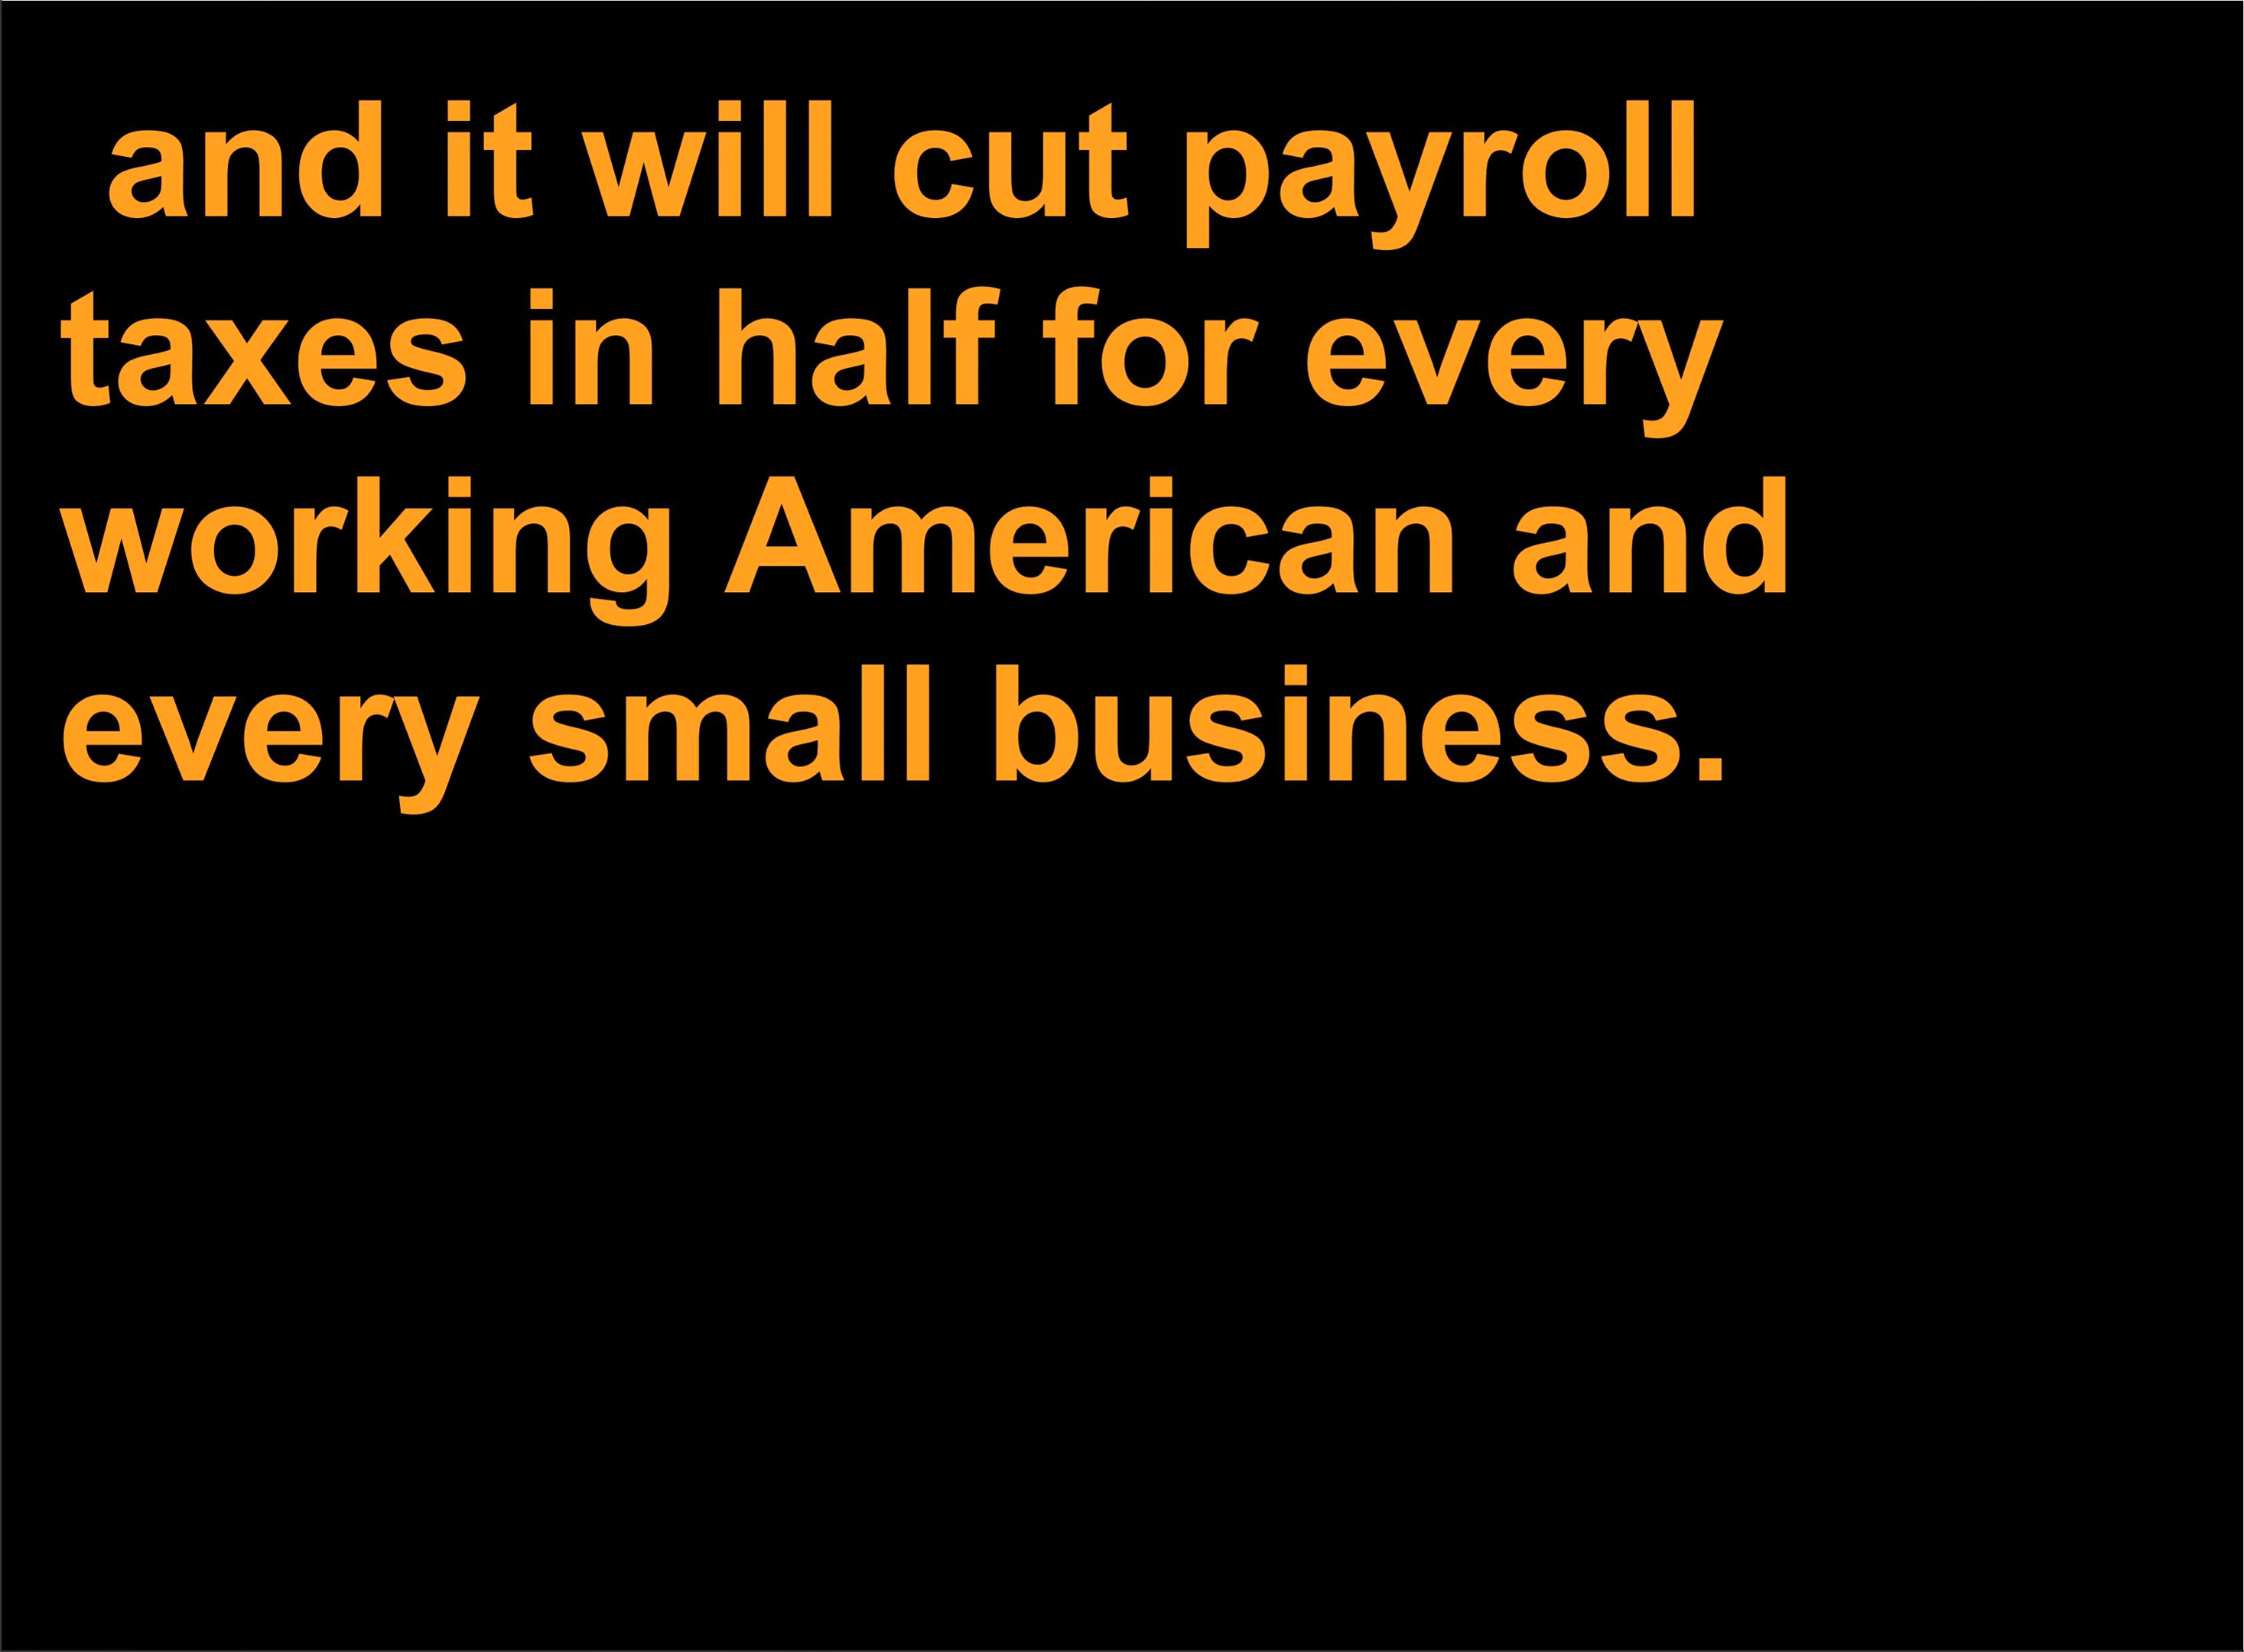 and it will cut payroll
taxes in half for every
working American and
every small business.